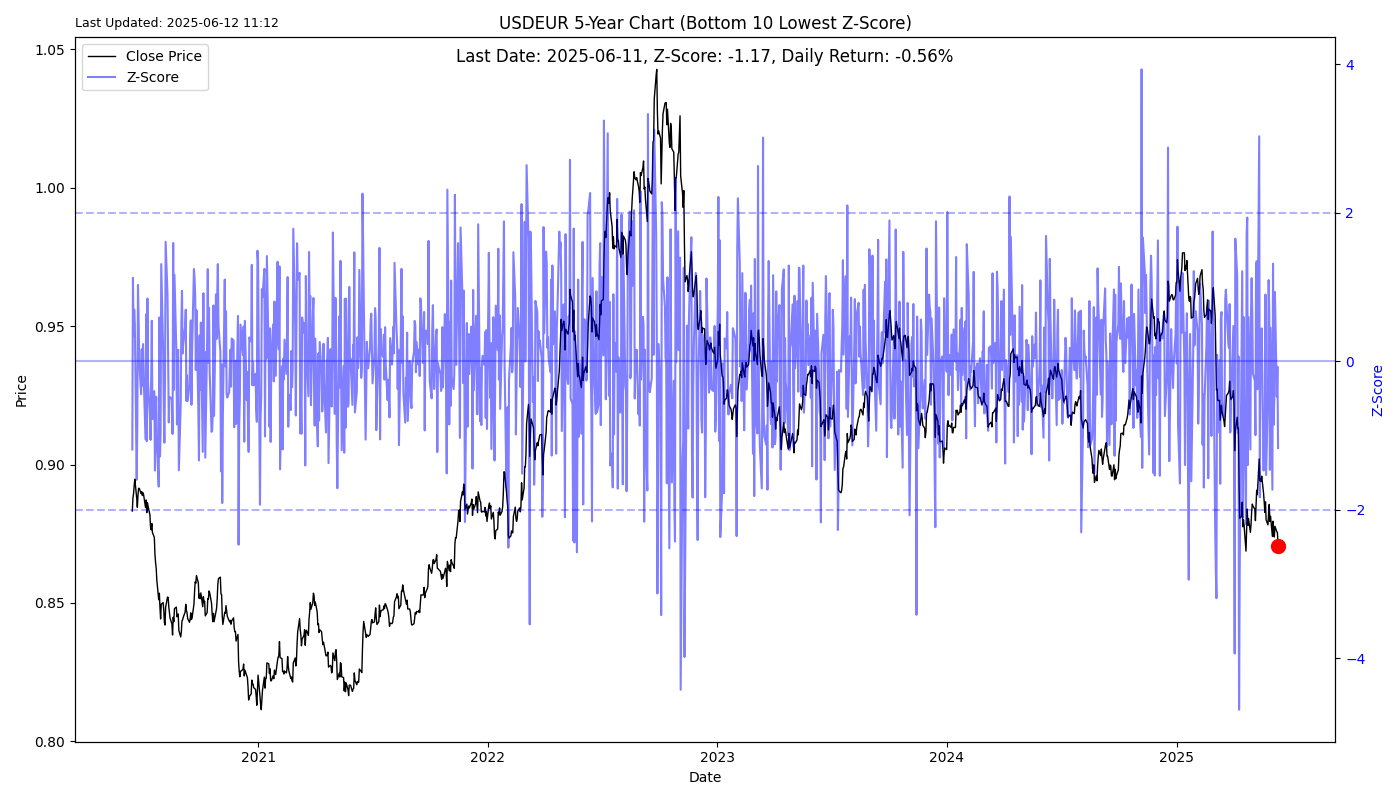 Last Updated: 2025-06-12 11:12
USDEUR 5-Year Chart (Bottom 10 Lowest Z-Score)
Last Date: 2025-06-11, Z-Score: -1.17, Daily Return: -0.56%
Close Price
Z-Score
Price
1.05
1.00
0.95
0.90
0.85
0.80
4
2
0
−2
−4
Z-Score
2021
2022
2023
2024
2025
Date